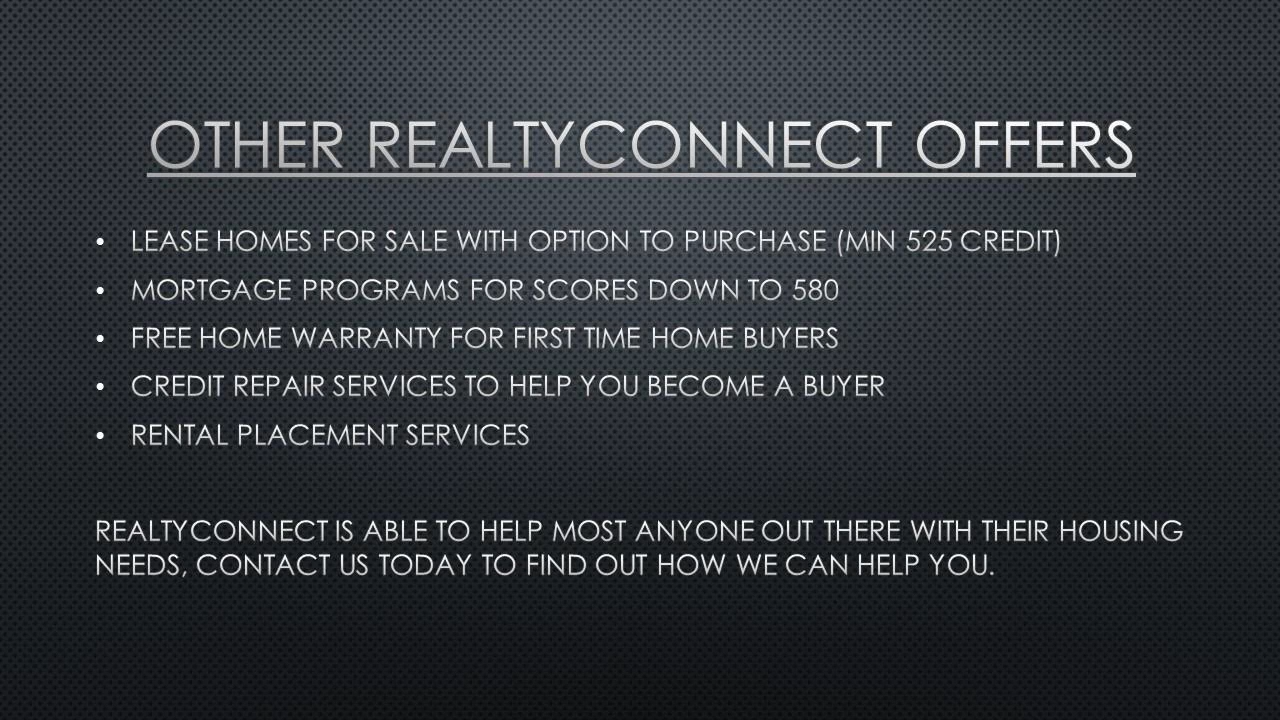 OTHER REALTYCONNECT OFFERS
• LEASE HOMES FOR SALE WITH OPTION TO PURCHASE (MIN 525 CREDIT)
• MORTGAGE PROGRAMS FOR SCORES DOWN TO 580
• FREE HOME WARRANTY FOR FIRST TIME HOME BUYERS
• CREDIT REPAIR SERVICES TO HELP YOU BECOME A BUYER
• RENTAL PLACEMENT SERVICES
REALTYCONNECT IS ABLE TO HELP MOST ANYONE OUT THERE WITH THEIR HOUSING
NEEDS, CONTACT US TODAY TO FIND OUT HOW WE CAN HELP YOU.